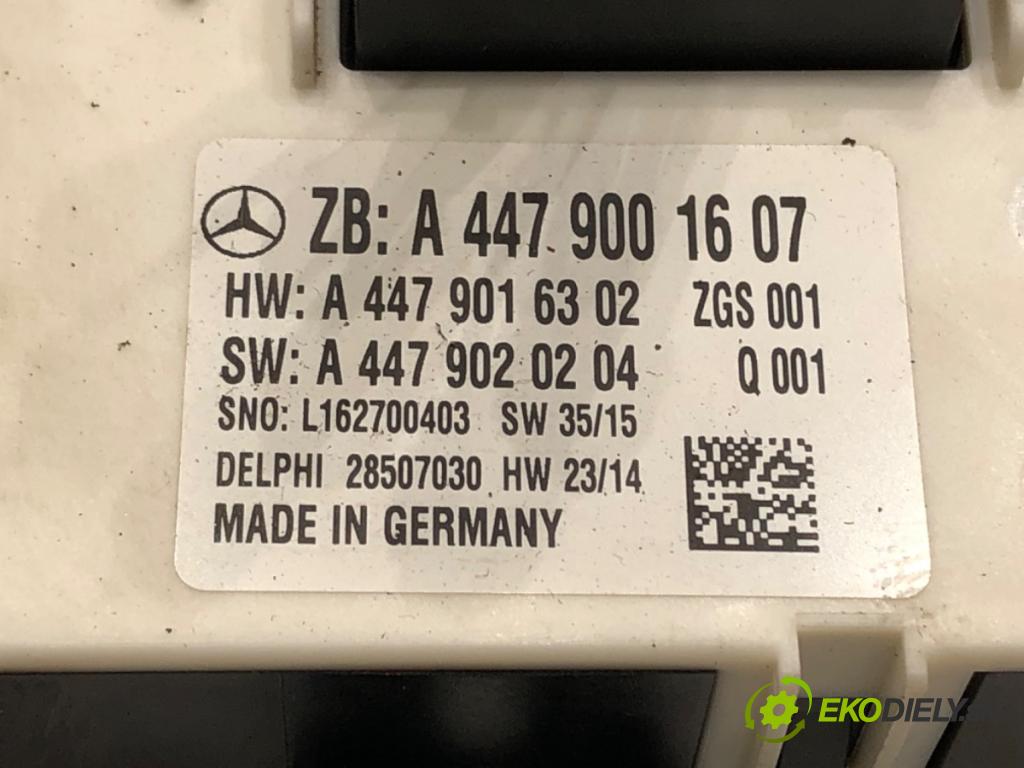 ZB: A 447 900 16 07
HW: A 447 901 63 02 ZGS 001
SW: A 447 902 02 04 Q 001
SNO: L162700403 SW 35/15
DELPHI 28507030 HW 23/14
MADE IN GERMANY
EKODIELY